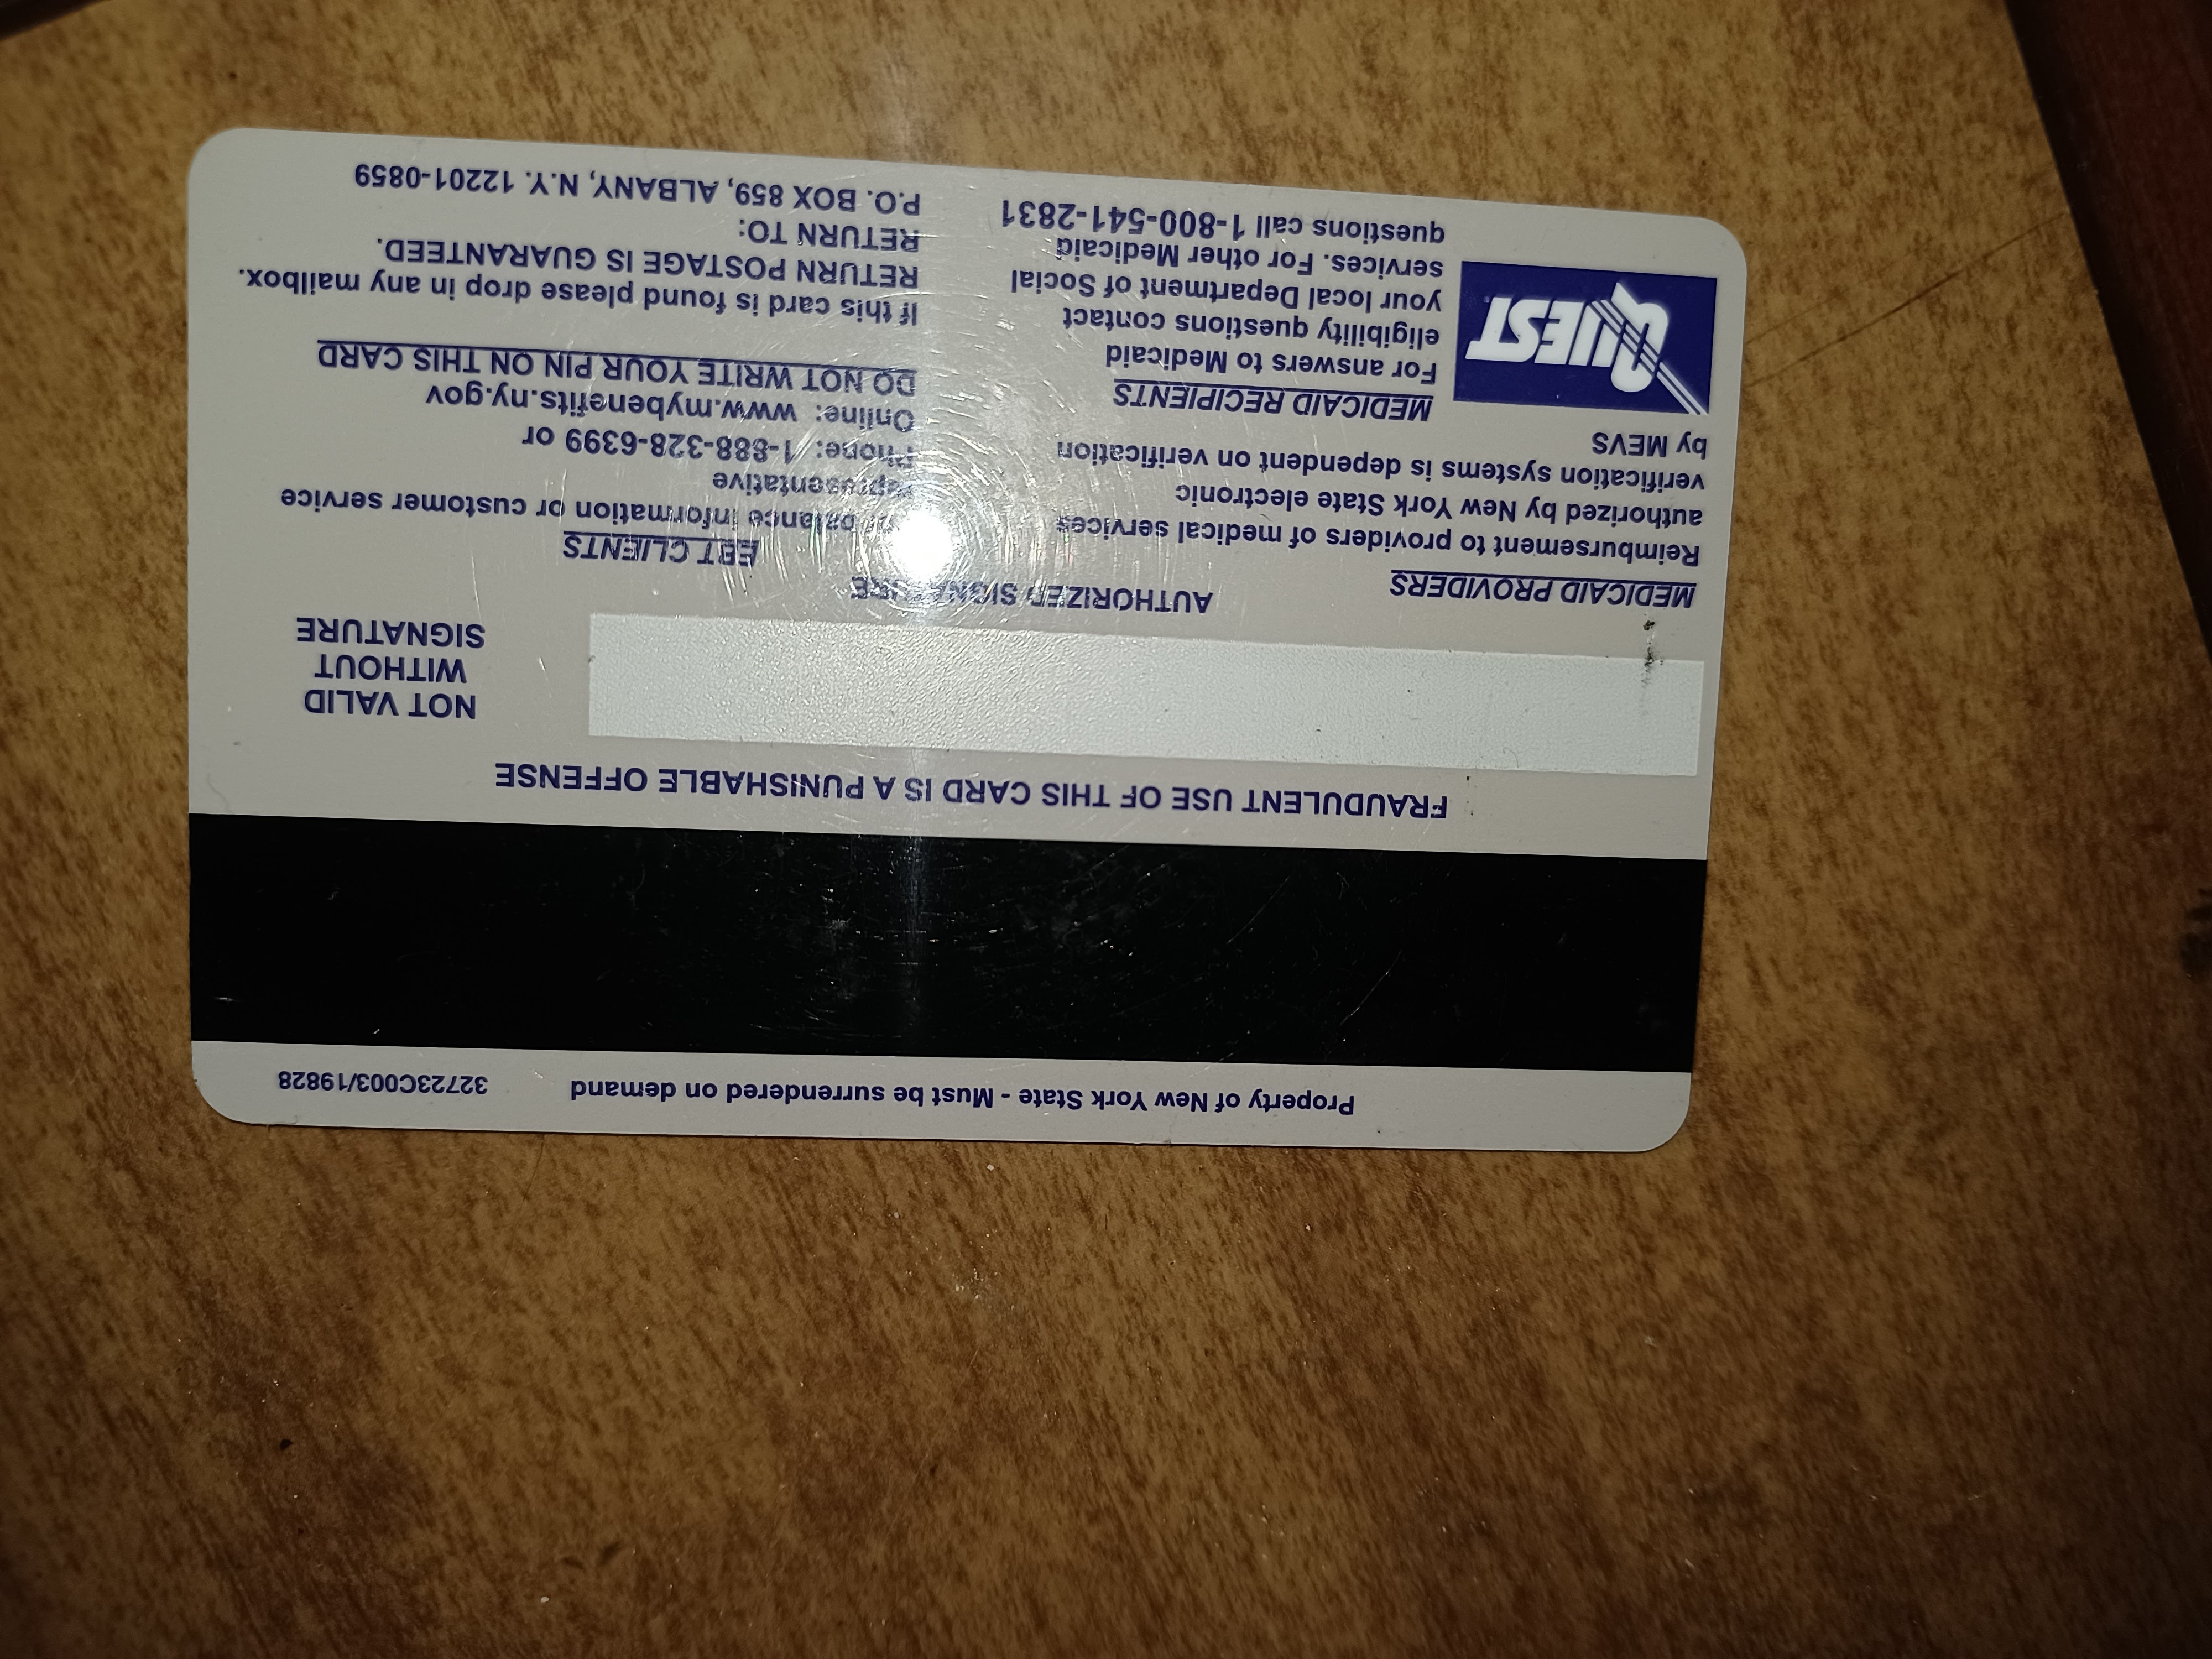 Property of New York State - Must be surrendered on demand 32723C003/19828
FRAUDULENT USE OF THIS CARD IS A PUNISHABLE OFFENSE
NOT VALID
WITHOUT
SIGNATURE
AUTHORIZED SIGNATURE
MEDICAID PROVIDERS
Reimbursement to providers of medical services
authorized by New York State electronic
verification systems is dependent on verification
by MEVS
QUEST
MEDICAID RECIPIENTS
For answers to Medicaid
eligibility questions contact
your local Department of Social
services. For other Medicaid
questions call 1-800-541-2831
EBT CLIENTS
balance information or customer service
representative
Phone: 1-888-328-6399 or
Online: www.mybenefits.ny.gov
DO NOT WRITE YOUR PIN ON THIS CARD
If this card is found please drop in any mailbox.
RETURN POSTAGE IS GUARANTEED.
RETURN TO:
P.O. BOX 859, ALBANY, N.Y. 12201-0859